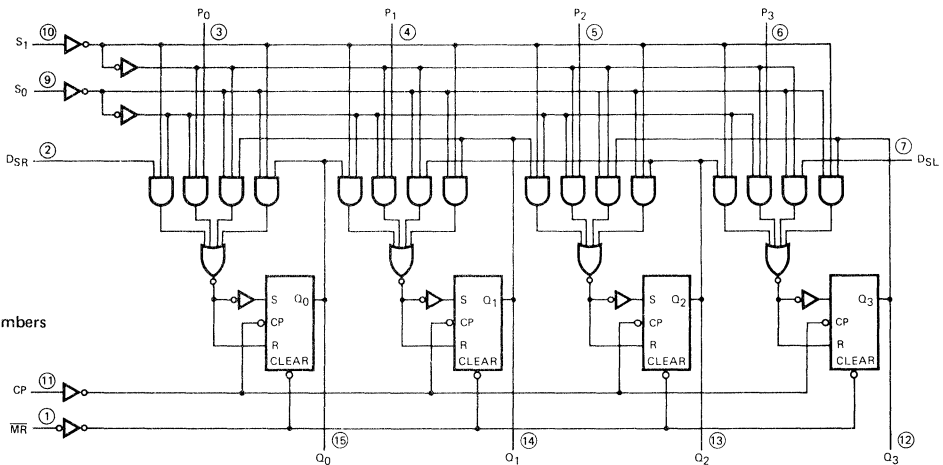 P0 P1 P2 P3
10 3 4 5 6
S1
9
S0
2 7
DSR DSL
S Q0 S Q1 S Q2 Q3
CP CP CP CP
mbers
R R R R
CLEAR CLEAR CLEAR CLEAR
11
CP
1
MR
15 14 13 12
Q0 Q1 Q2 Q3